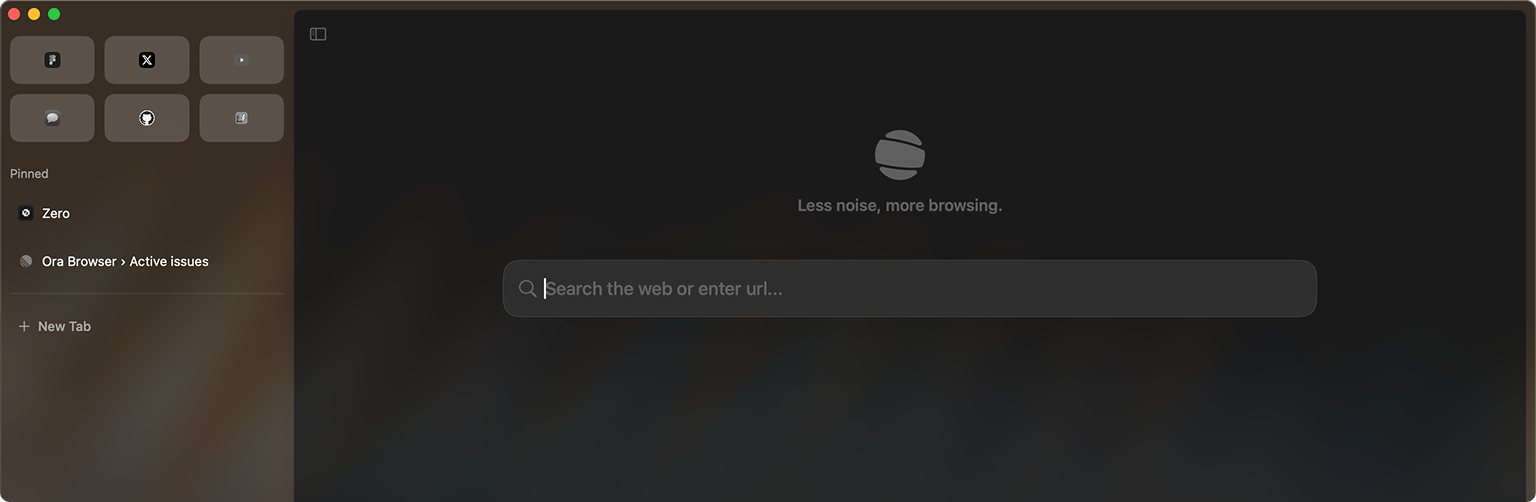 Pinned
Zero
Ora Browser › Active issues
New Tab
Less noise, more browsing.
Search the web or enter url...